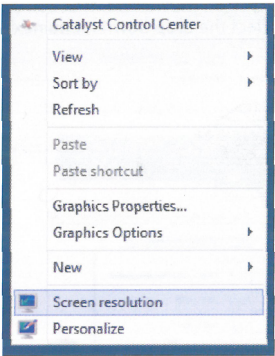 Catalyst Control Center
View
Sort by
Refresh
Paste
Paste shortcut
Graphics Properties...
Graphics Options
New
Screen resolution
Personalize